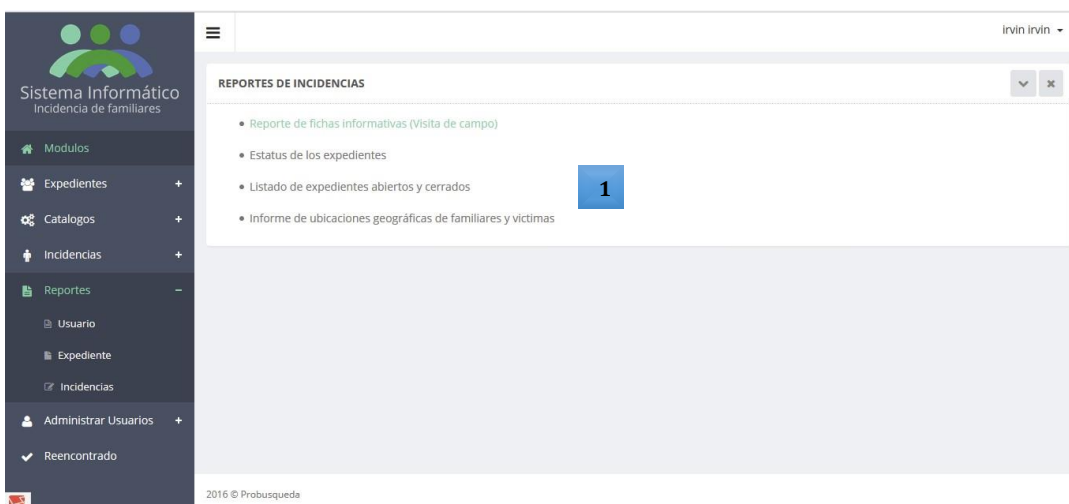 Sistema Informático
Incidencia de familiares
Modulos
Expedientes +
Catalogos +
Incidencias +
Reportes −
Usuario
Expediente
Incidencias
Administrar Usuarios +
Reencontrado
irvin irvin
REPORTES DE INCIDENCIAS
• Reporte de fichas informativas (Visita de campo)
• Estatus de los expedientes
• Listado de expedientes abiertos y cerrados
• Informe de ubicaciones geográficas de familiares y victimas
1
2016 © Probusqueda